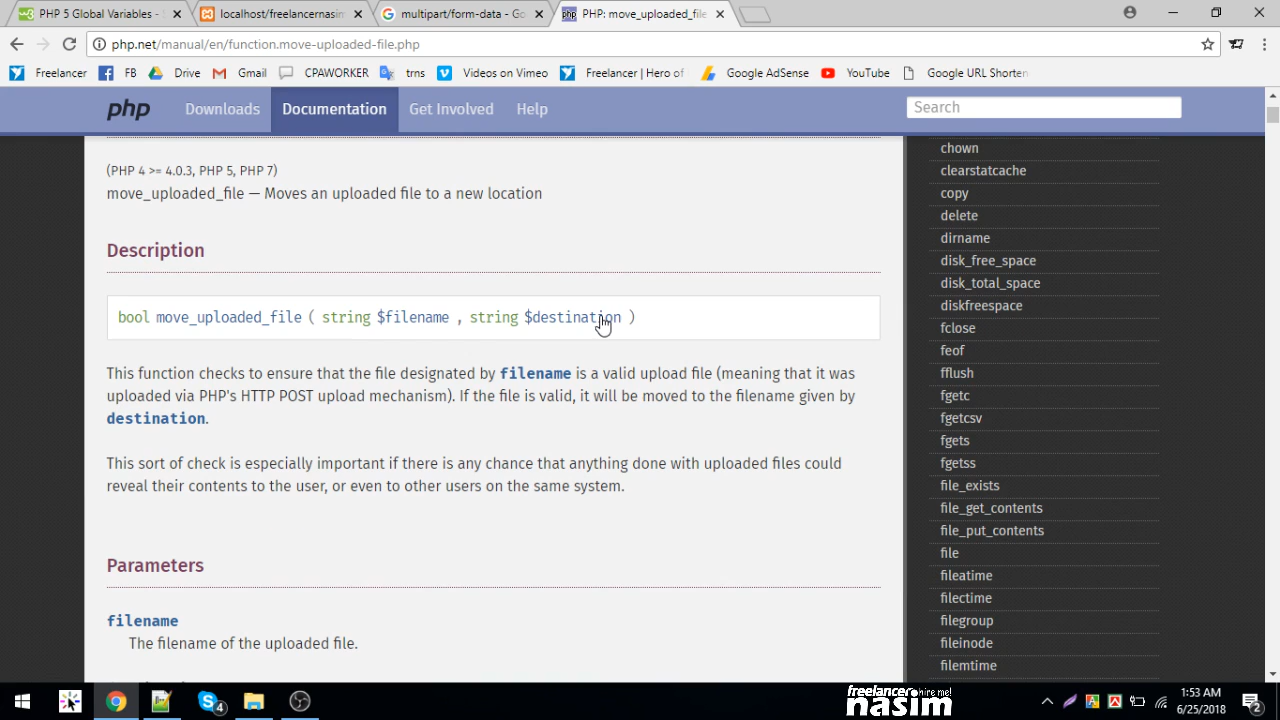 PHP 5 Global Variables -
localhost/freelancernasim
multipart/form-data - Go
PHP: move_uploaded_file
php.net/manual/en/function.move-uploaded-file.php
Freelancer
FB
Drive
Gmail
CPAWORKER
trns
Videos on Vimeo
Freelancer | Hero of
Google AdSense
YouTube
Google URL Shorten
php
Downloads
Documentation
Get Involved
Help
Search
(PHP 4 >= 4.0.3, PHP 5, PHP 7)
move_uploaded_file — Moves an uploaded file to a new location
Description
bool move_uploaded_file ( string $filename , string $destination )
This function checks to ensure that the file designated by filename is a valid upload file (meaning that it was
uploaded via PHP's HTTP POST upload mechanism). If the file is valid, it will be moved to the filename given by
destination.
This sort of check is especially important if there is any chance that anything done with uploaded files could
reveal their contents to the user, or even to other users on the same system.
Parameters
filename
The filename of the uploaded file.
chown
clearstatcache
copy
delete
dirname
disk_free_space
disk_total_space
diskfreespace
fclose
feof
fflush
fgetc
fgetcsv
fgets
fgetss
file_exists
file_get_contents
file_put_contents
file
fileatime
filectime
filegroup
fileinode
filemtime
4
freelancer hire me!
nasim
1:53 AM
6/25/2018
2